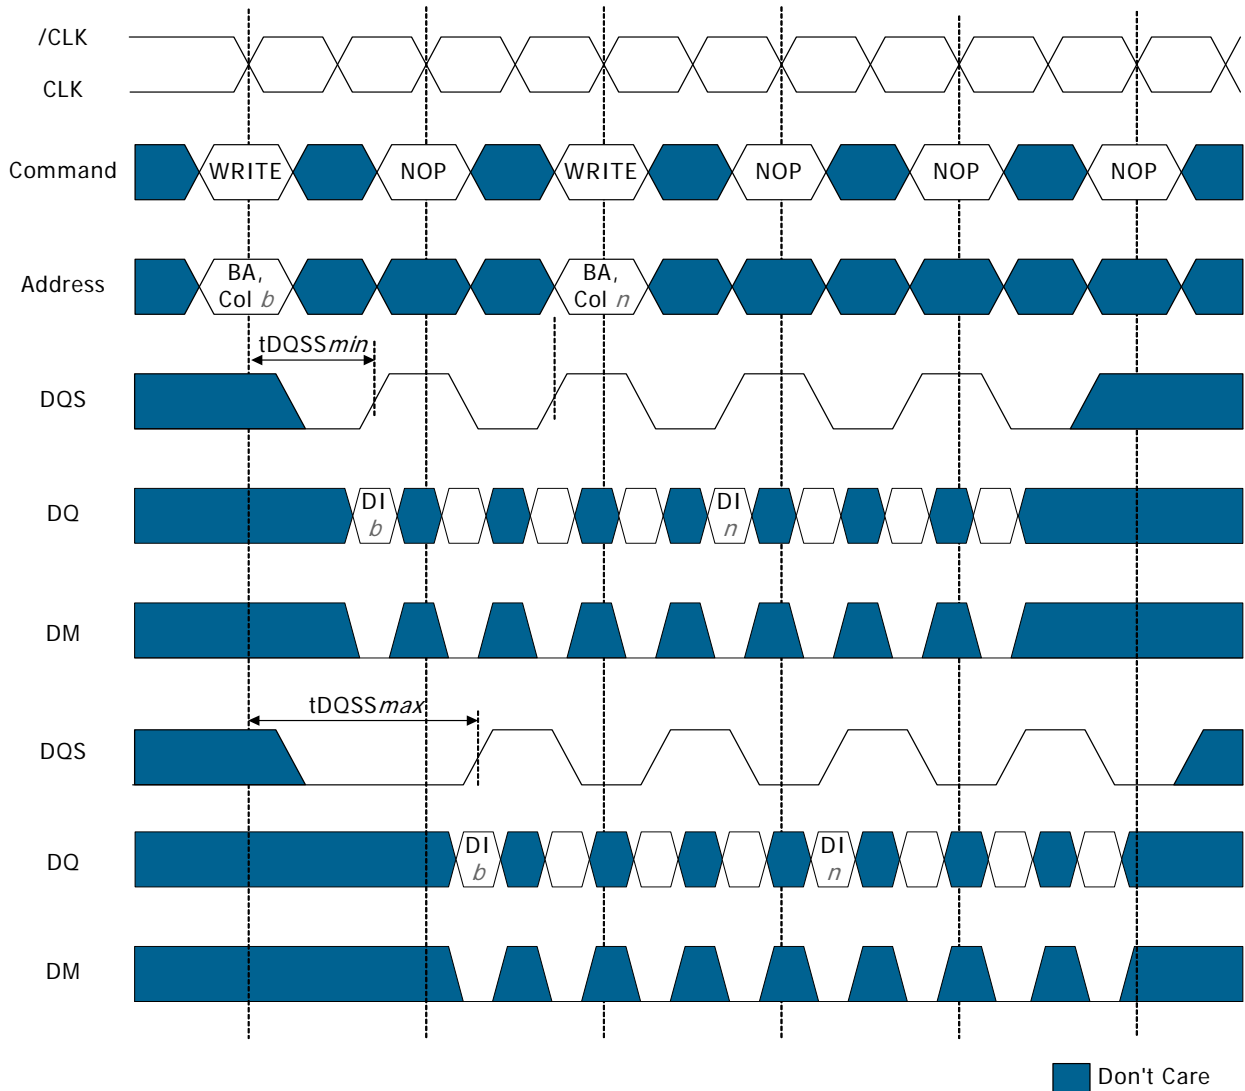 /CLK
CLK
Command WRITE NOP WRITE NOP NOP NOP
Address BA, Col b BA, Col n
tDQSSmin
DQS
DQ DI b DI n
DM
tDQSSmax
DQS
DQ DI b DI n
DM
Don't Care